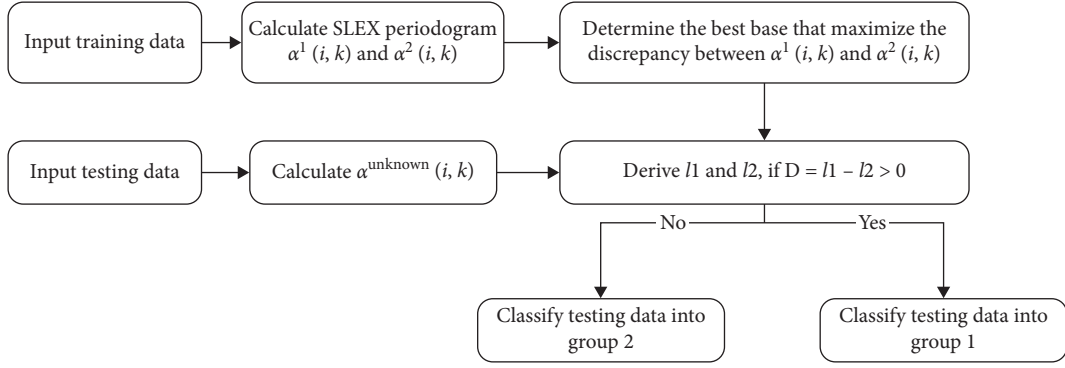 Input training data
Calculate SLEX periodogram
α¹ (i, k) and α² (i, k)
Determine the best base that maximize the
discrepancy between α¹ (i, k) and α² (i, k)
Input testing data
Calculate α^unknown (i, k)
Derive l1 and l2, if D = l1 – l2 > 0
No
Yes
Classify testing data into
group 2
Classify testing data into
group 1